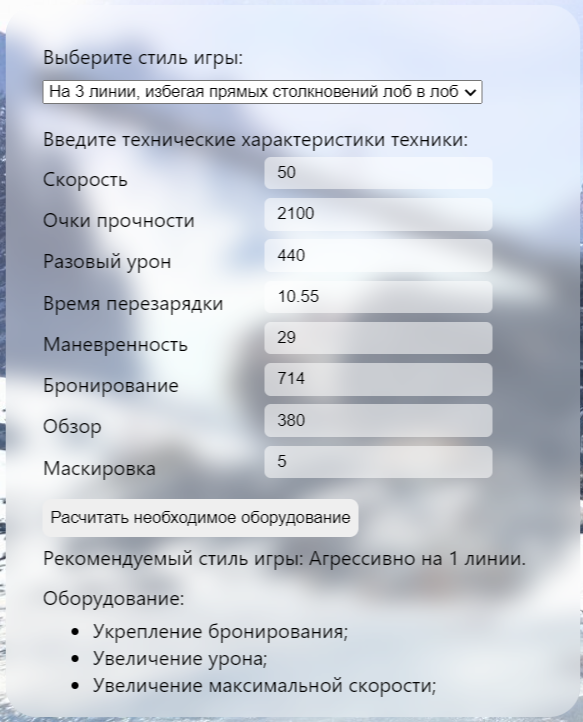 Выберите стиль игры:
На 3 линии, избегая прямых столкновений лоб в лоб
Введите технические характеристики техники:
Скорость 50
Очки прочности 2100
Разовый урон 440
Время перезарядки 10.55
Маневренность 29
Бронирование 714
Обзор 380
Маскировка 5
Расчитать необходимое оборудование
Рекомендуемый стиль игры: Агрессивно на 1 линии.
Оборудование:
• Укрепление бронирования;
• Увеличение урона;
• Увеличение максимальной скорости;